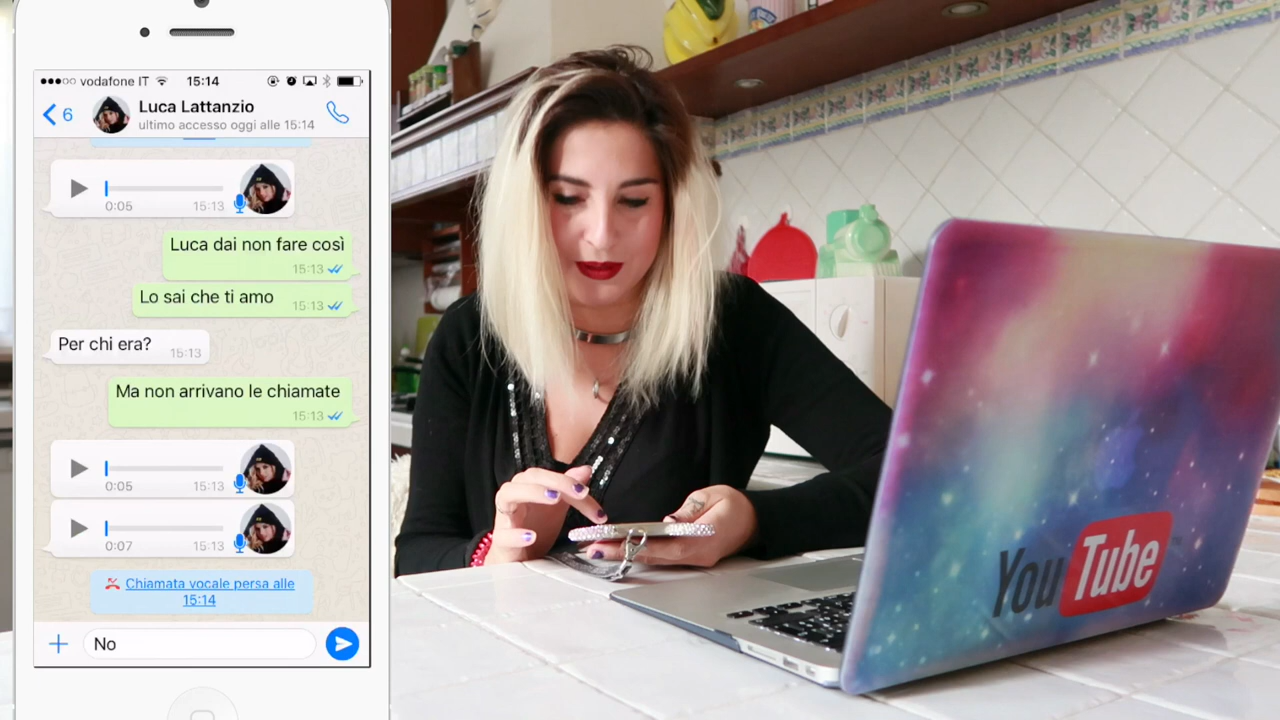 vodafone IT 15:14
6 Luca Lattanzio
ultimo accesso oggi alle 15:14
0:05 15:13
Luca dai non fare così
15:13
Lo sai che ti amo 15:13
Per chi era? 15:13
Ma non arrivano le chiamate
15:13
0:05 15:13
0:07 15:13
Chiamata vocale persa alle
15:14
No
YouTube